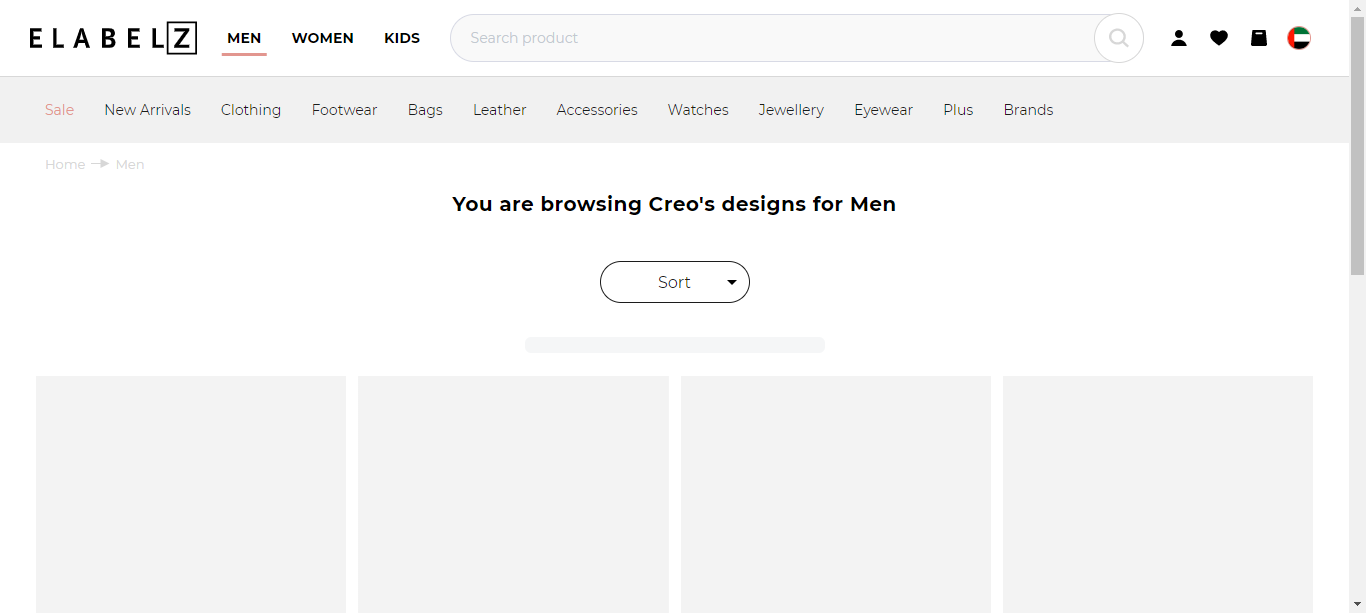 ELABELZ MEN WOMEN KIDS Search product
Sale New Arrivals Clothing Footwear Bags Leather Accessories Watches Jewellery Eyewear Plus Brands
Home Men
You are browsing Creo's designs for Men
Sort